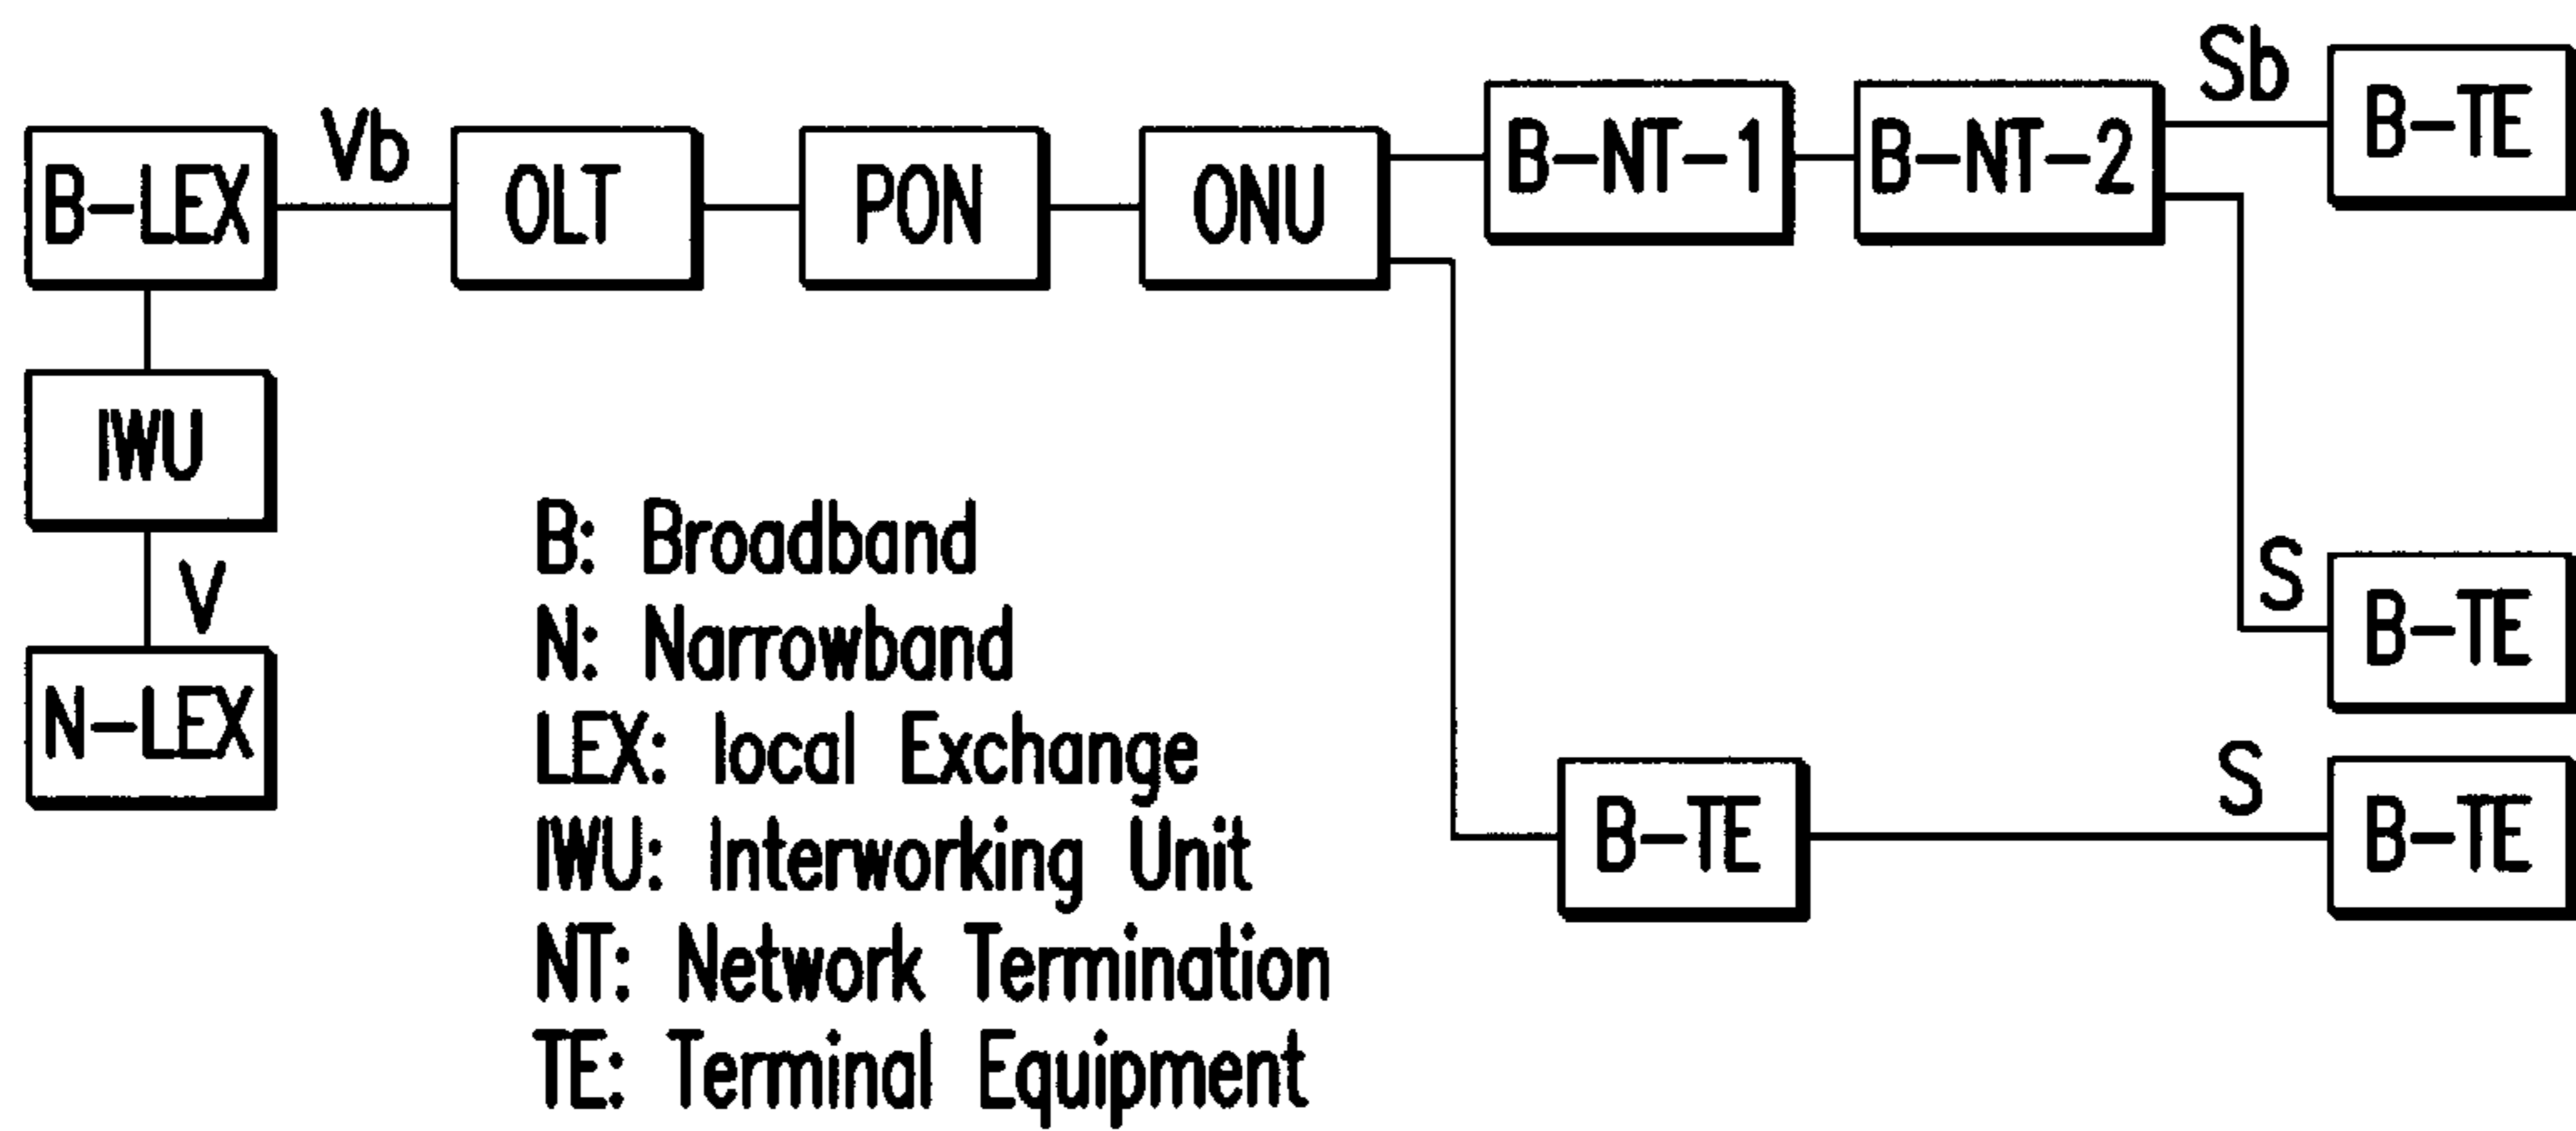 Sb
B-TE
Vb
B-LEX
OLT
PON
ONU
B-NT-1
B-NT-2
IWU
V
N-LEX
S
B-TE
B-TE
S
B-TE
B: Broadband
N: Narrowband
LEX: local Exchange
IWU: Interworking Unit
NT: Network Termination
TE: Terminal Equipment